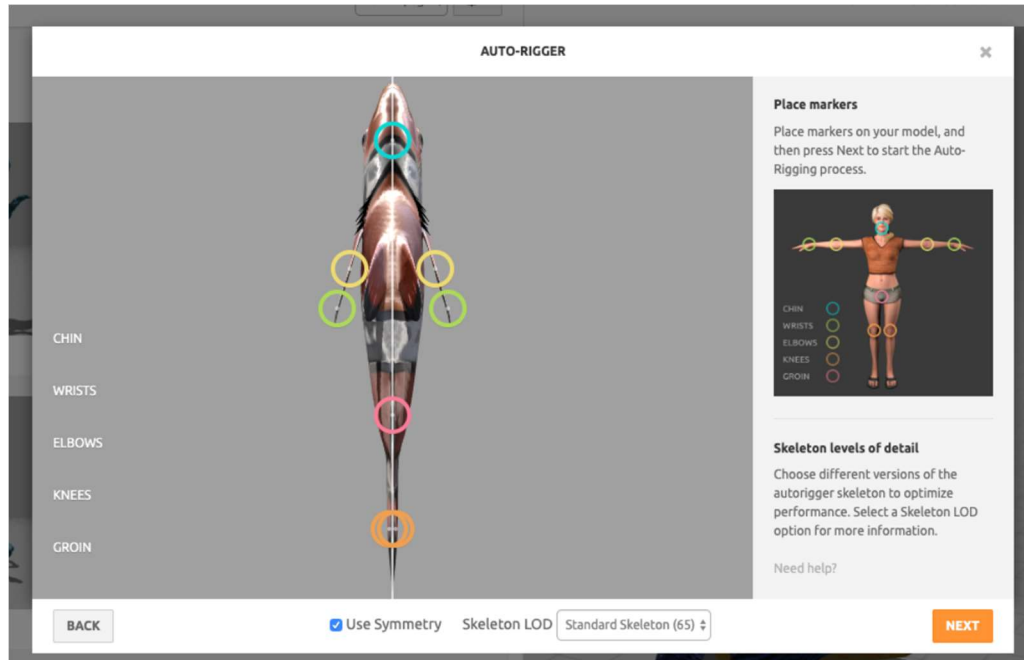 AUTO-RIGGER
CHIN
WRISTS
ELBOWS
KNEES
GROIN
Place markers
Place markers on your model, and
then press Next to start the Auto-
Rigging process.
CHIN
WRISTS
ELBOWS
KNEES
GROIN
Skeleton levels of detail
Choose different versions of the
autorigger skeleton to optimize
performance. Select a Skeleton LOD
option for more information.
Need help?
BACK
Use Symmetry
Skeleton LOD
Standard Skeleton (65)
NEXT